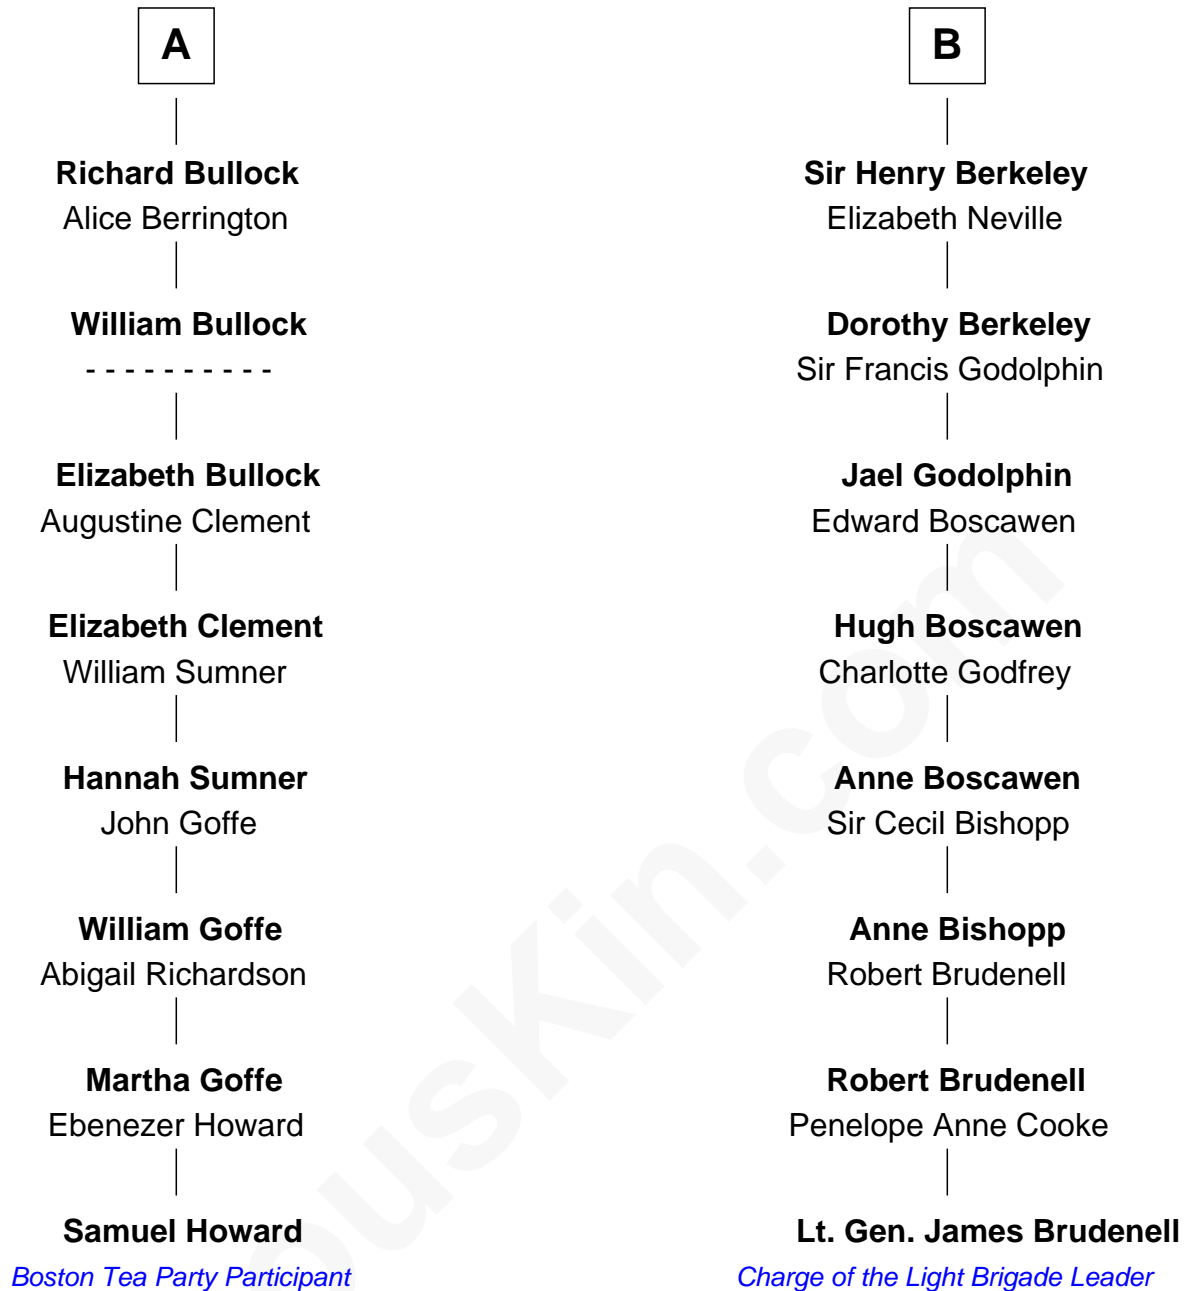 A
Richard Bullock
Alice Berrington
William Bullock
- - - - - - - - - -
Elizabeth Bullock
Augustine Clement
Elizabeth Clement
William Sumner
Hannah Sumner
John Goffe
William Goffe
Abigail Richardson
Martha Goffe
Ebenezer Howard
Samuel Howard
Boston Tea Party Participant
B
Sir Henry Berkeley
Elizabeth Neville
Dorothy Berkeley
Sir Francis Godolphin
Jael Godolphin
Edward Boscawen
Hugh Boscawen
Charlotte Godfrey
Anne Boscawen
Sir Cecil Bishopp
Anne Bishopp
Robert Brudenell
Robert Brudenell
Penelope Anne Cooke
Lt. Gen. James Brudenell
Charge of the Light Brigade Leader
ousKin.com